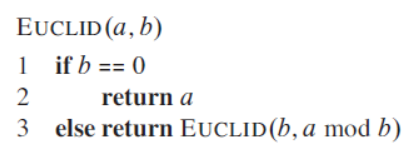 EUCLID(a, b)
1 if b == 0
2 return a
3 else return EUCLID(b, a mod b)